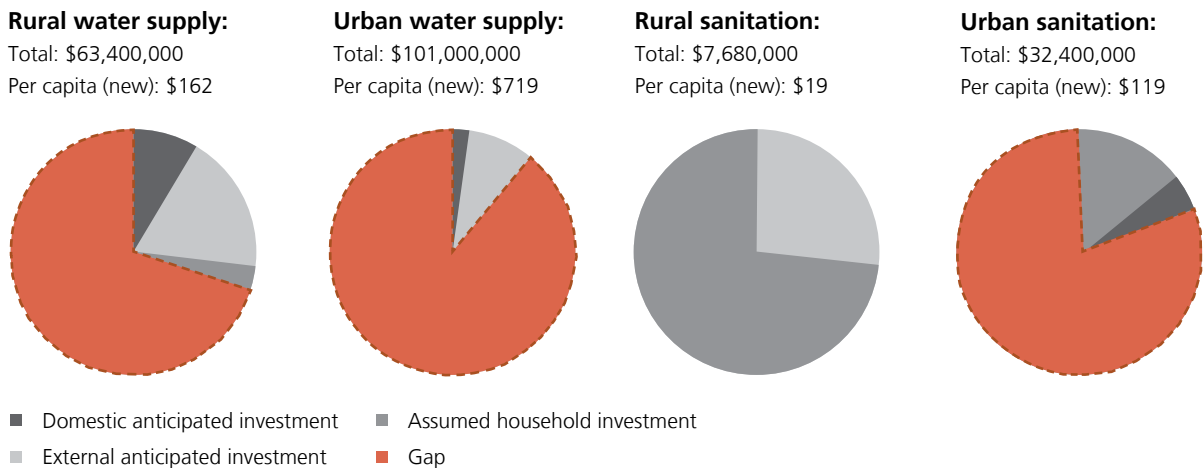 Rural water supply:
Total: $63,400,000
Per capita (new): $162
Urban water supply:
Total: $101,000,000
Per capita (new): $719
Rural sanitation:
Total: $7,680,000
Per capita (new): $19
Urban sanitation:
Total: $32,400,000
Per capita (new): $119
Domestic anticipated investment
Assumed household investment
External anticipated investment
Gap